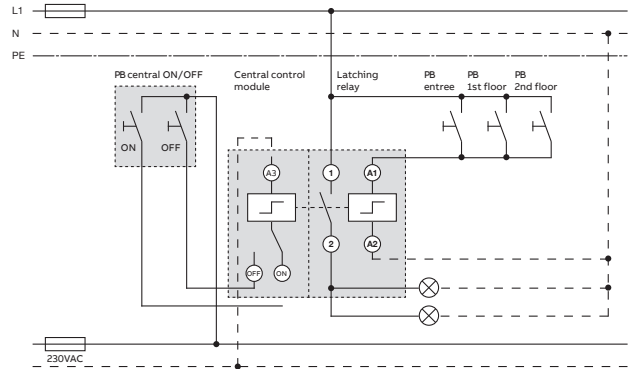 L1
N
PE
PB central ON/OFF
Central control
module
Latching
relay
PB
entree
PB
1st floor
PB
2nd floor
ON
OFF
A3
1
A1
2
A2
OFF
ON
230VAC